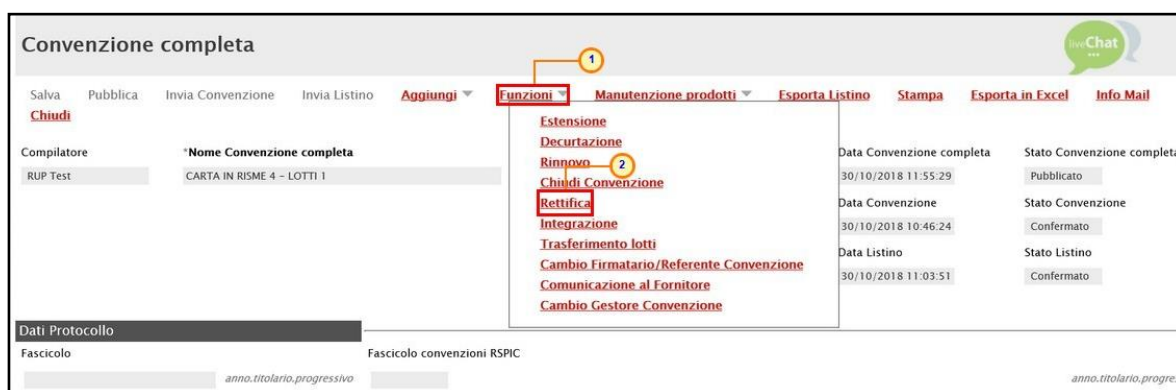 Convenzione completa
liveChat
1
Salva Pubblica Invia Convenzione Invia Listino Aggiungi Funzioni Manutenzione prodotti Esporta Listino Stampa Esporta in Excel Info Mail
Chiudi
Estensione
Decurtazione
Rinnovo
2
Chiudi Convenzione
Rettifica
Integrazione
Trasferimento lotti
Cambio Firmatario/Referente Convenzione
Comunicazione al Fornitore
Cambio Gestore Convenzione
Compilatore *Nome Convenzione completa Data Convenzione completa Stato Convenzione completa
RUP Test CARTA IN RISME 4 - LOTTI 1 30/10/2018 11:55:29 Pubblicato
Data Convenzione Stato Convenzione
30/10/2018 10:46:24 Confermato
Data Listino Stato Listino
30/10/2018 11:03:51 Confermato
Dati Protocollo
Fascicolo Fascicolo convenzioni RSPIC
anno.titolario.progressivo anno.titolario.progre